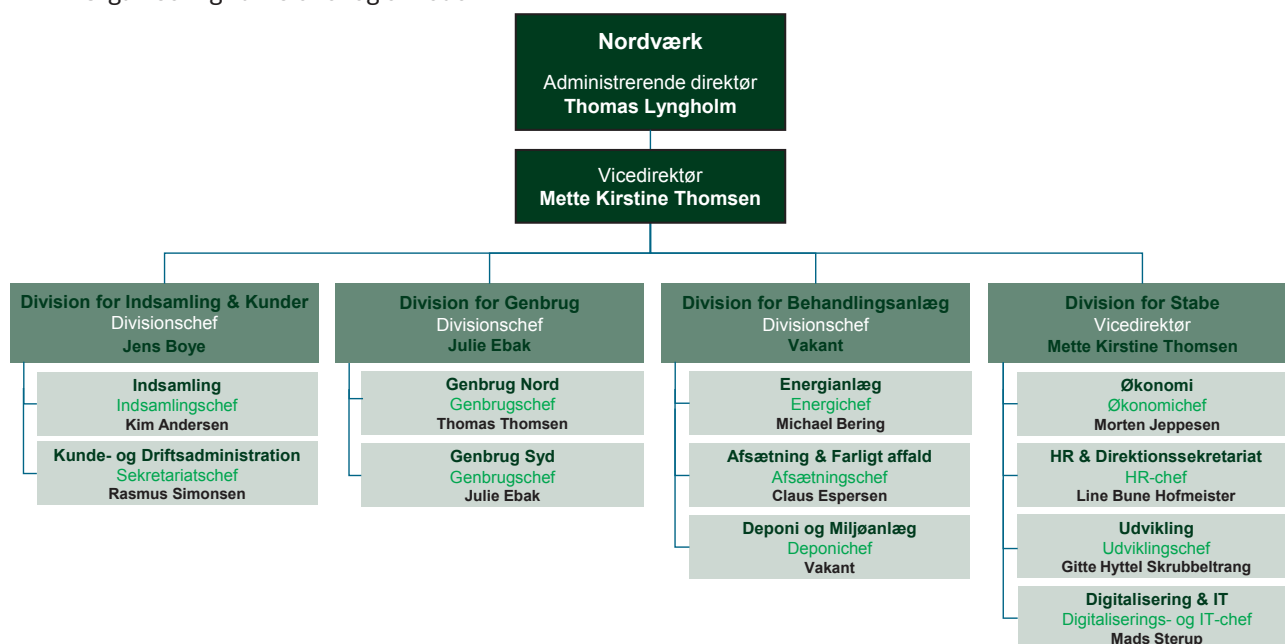 Nordværk
Administrerende direktør
Thomas Lyngholm
Vicedirektør
Mette Kirstine Thomsen
Division for Indsamling & Kunder
Divisionschef
Jens Boye
Indsamling
Indsamlingschef
Kim Andersen
Kunde- og Driftsadministration
Sekretariatschef
Rasmus Simonsen
Division for Genbrug
Divisionschef
Julie Ebak
Genbrug Nord
Genbrugschef
Thomas Thomsen
Genbrug Syd
Genbrugschef
Julie Ebak
Division for Behandlingsanlæg
Divisionschef
Vakant
Energianlæg
Energichef
Michael Bering
Afsætning & Farligt affald
Afsætningschef
Claus Espersen
Deponi og Miljøanlæg
Deponichef
Vakant
Division for Stabe
Vicedirektør
Mette Kirstine Thomsen
Økonomi
Økonomichef
Morten Jeppesen
HR & Direktionssekretariat
HR-chef
Line Bune Hofmeister
Udvikling
Udviklingschef
Gitte Hyttel Skrubbeltrang
Digitalisering & IT
Digitaliserings- og IT-chef
Mads Sterup